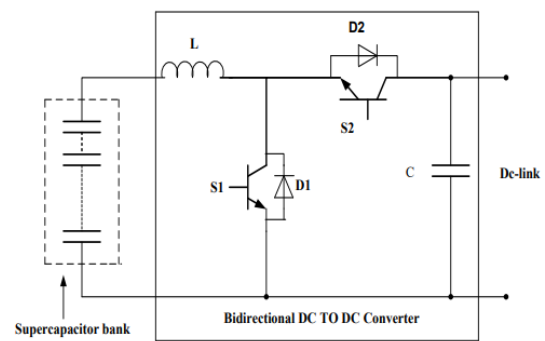 D2
L
S2
S1
D1
C
Dc-link
Bidirectional DC TO DC Converter
Supercapacitor bank